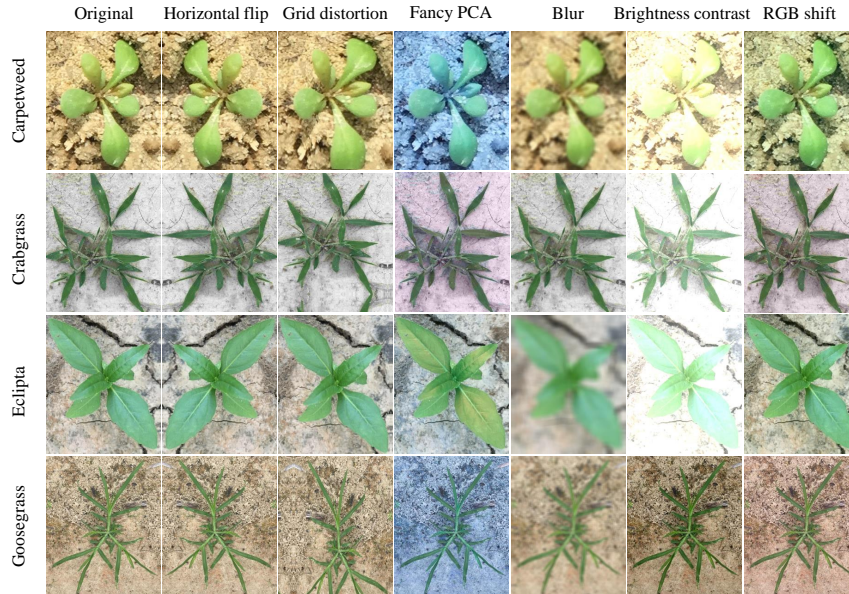 Original Horizontal flip Grid distortion Fancy PCA Blur Brightness contrast RGB shift
Carpetweed
Crabgrass
Eclipta
Goosegrass